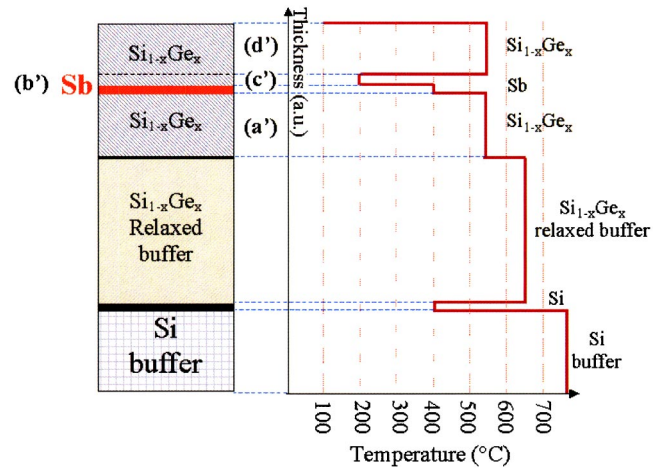 Si1-xGex
(b’) Sb
Si1-xGex
Si1-xGex
Relaxed
buffer
Si
buffer
(d’)
(c’)
(a’)
Thickness (a.u.)
Si1-xGex
Sb
Si1-xGex
Si1-xGex
relaxed buffer
Si
Si
buffer
100 200 300 400 500 600 700
Temperature (°C)